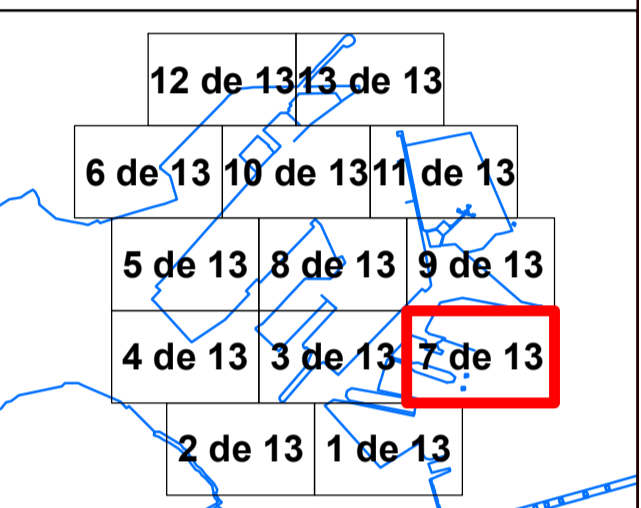 12 de 13 13 de 13
6 de 13 10 de 13 11 de 13
5 de 13 8 de 13 9 de 13
4 de 13 3 de 13 7 de 13
2 de 13 1 de 13